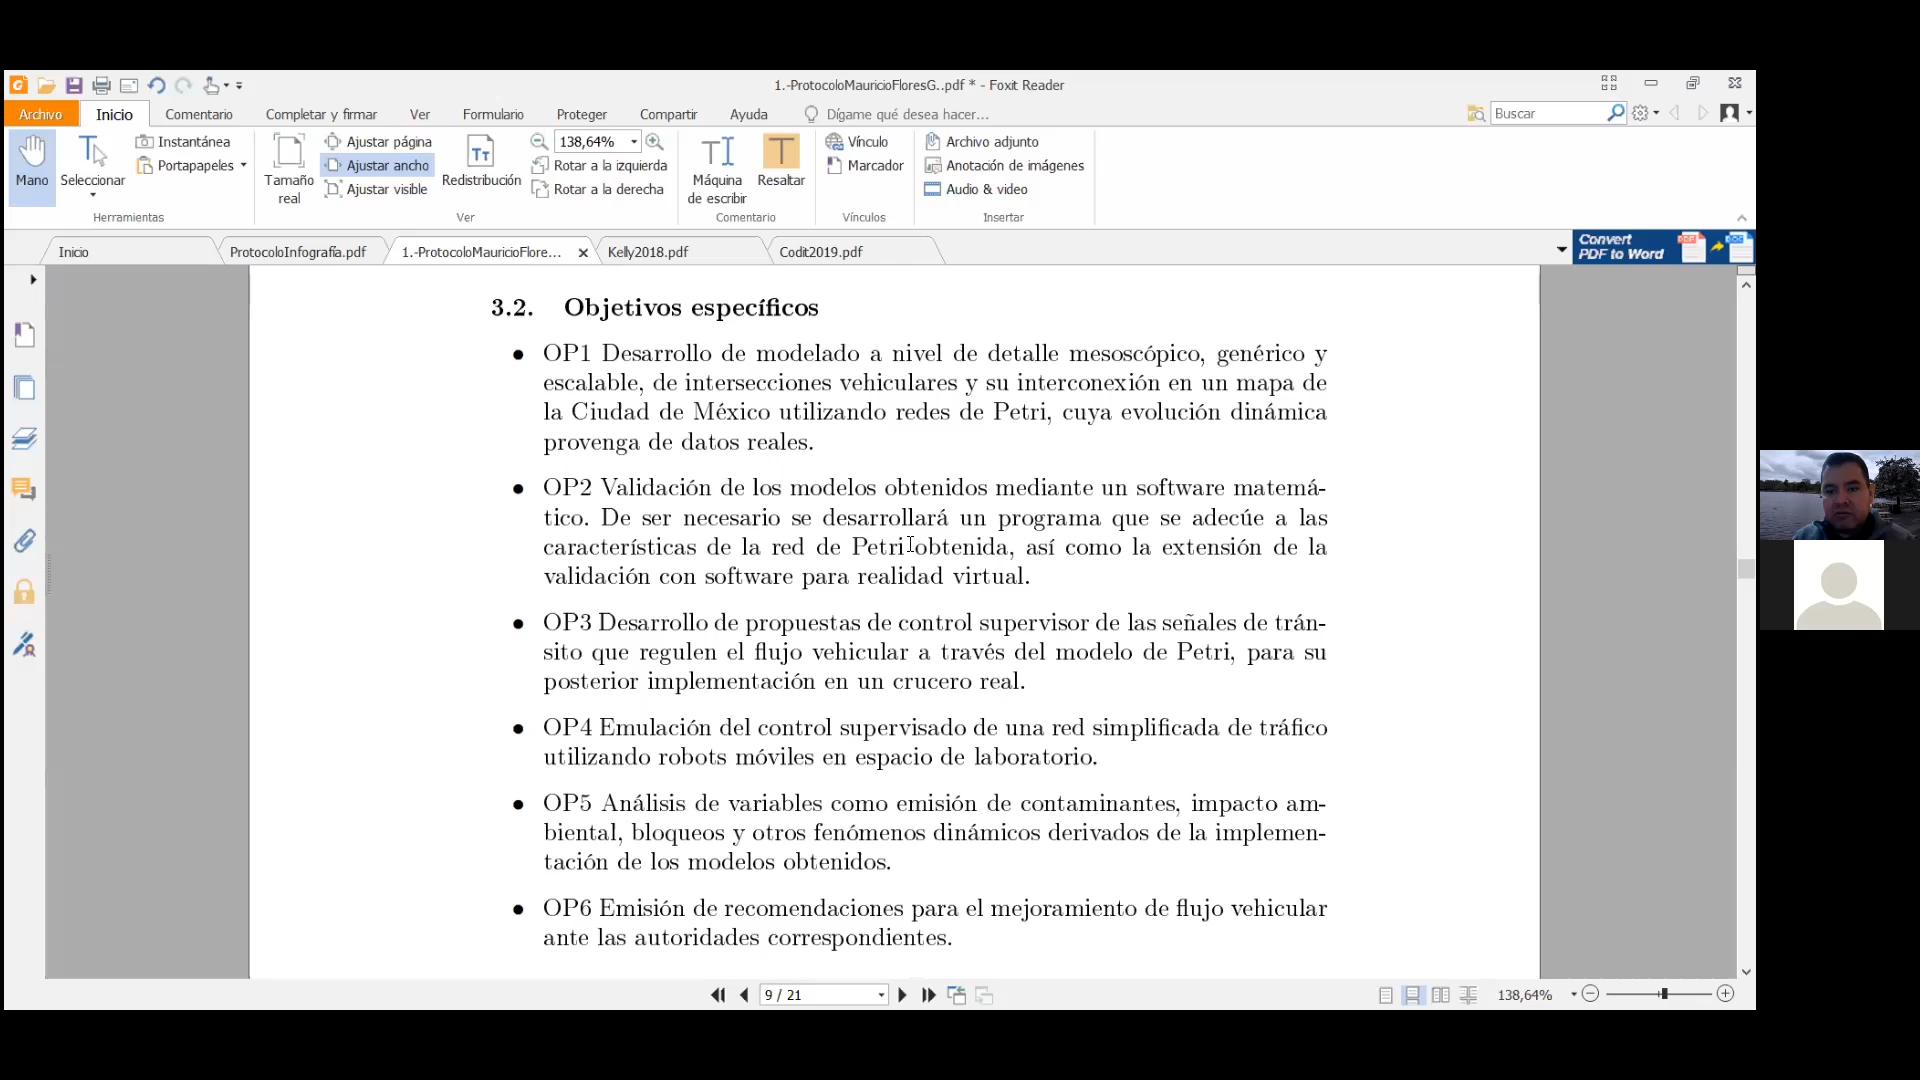 1.-ProtocoloMauricioFloresG..pdf * - Foxit Reader
Archivo Inicio Comentario Completar y firmar Ver Formulario Proteger Compartir Ayuda Dígame qué desea hacer... Buscar
Mano
Seleccionar
Instantánea
Portapapeles
Herramientas
Tamaño
real
Ajustar página
Ajustar ancho
Ajustar visible
Redistribución
138,64%
Rotar a la izquierda
Rotar a la derecha
Ver
Máquina
de escribir
Resaltar
Comentario
Vínculo
Marcador
Vínculos
Archivo adjunto
Anotación de imágenes
Audio & video
Insertar
Inicio ProtocoloInfografía.pdf 1.-ProtocoloMauricioFlore... Kelly2018.pdf Codit2019.pdf
Convert
PDF to Word
3.2. Objetivos específicos
• OP1 Desarrollo de modelado a nivel de detalle mesoscópico, genérico y
escalable, de intersecciones vehiculares y su interconexión en un mapa de
la Ciudad de México utilizando redes de Petri, cuya evolución dinámica
provenga de datos reales.
• OP2 Validación de los modelos obtenidos mediante un software matemá-
tico. De ser necesario se desarrollará un programa que se adecúe a las
características de la red de Petri obtenida, así como la extensión de la
validación con software para realidad virtual.
• OP3 Desarrollo de propuestas de control supervisor de las señales de trán-
sito que regulen el flujo vehicular a través del modelo de Petri, para su
posterior implementación en un crucero real.
• OP4 Emulación del control supervisado de una red simplificada de tráfico
utilizando robots móviles en espacio de laboratorio.
• OP5 Análisis de variables como emisión de contaminantes, impacto am-
biental, bloqueos y otros fenómenos dinámicos derivados de la implemen-
tación de los modelos obtenidos.
• OP6 Emisión de recomendaciones para el mejoramiento de flujo vehicular
ante las autoridades correspondientes.
9 / 21
138,64%